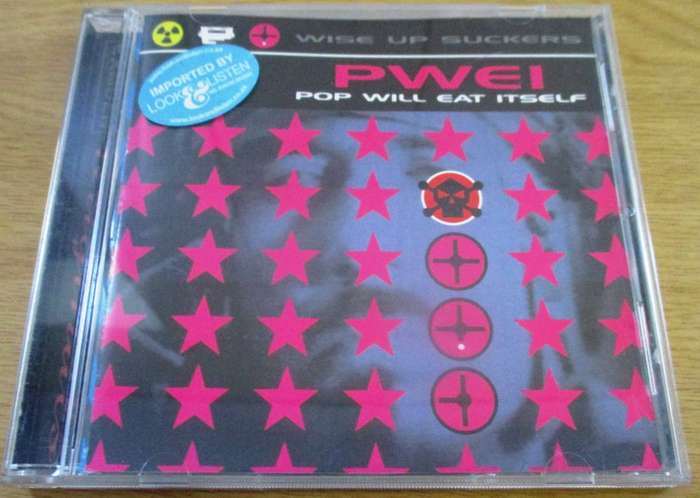 WISE UP SUCKERS
PWEI
POP WILL EAT ITSELF
IMPORTED BY
LOOK & LISTEN